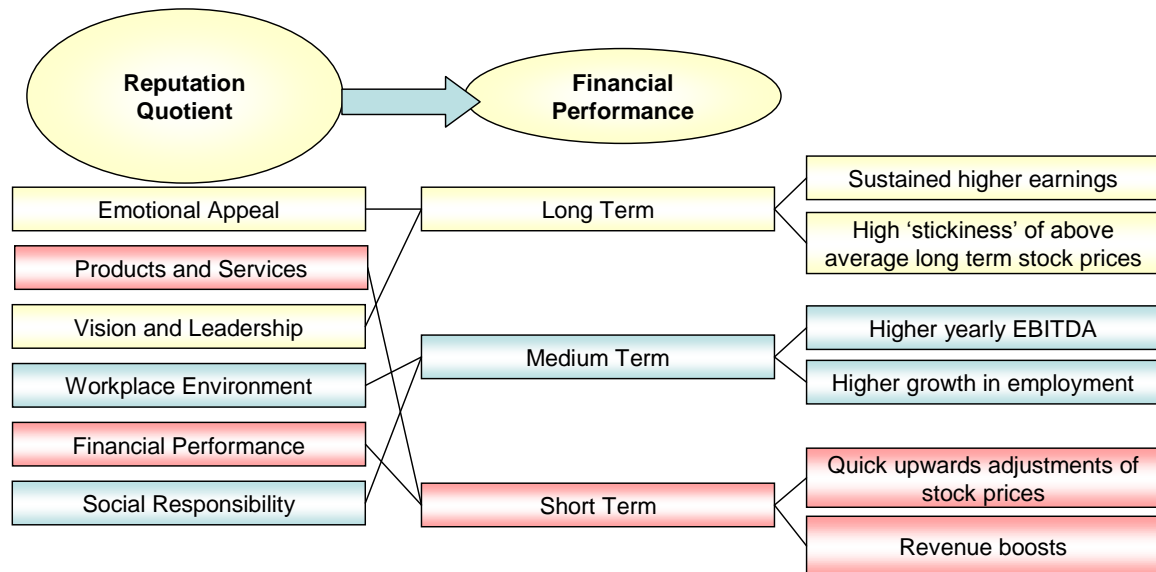 Reputation
Quotient
Financial
Performance
Emotional Appeal
Products and Services
Vision and Leadership
Workplace Environment
Financial Performance
Social Responsibility
Long Term
Medium Term
Short Term
Sustained higher earnings
High ‘stickiness’ of above
average long term stock prices
Higher yearly EBITDA
Higher growth in employment
Quick upwards adjustments of
stock prices
Revenue boosts